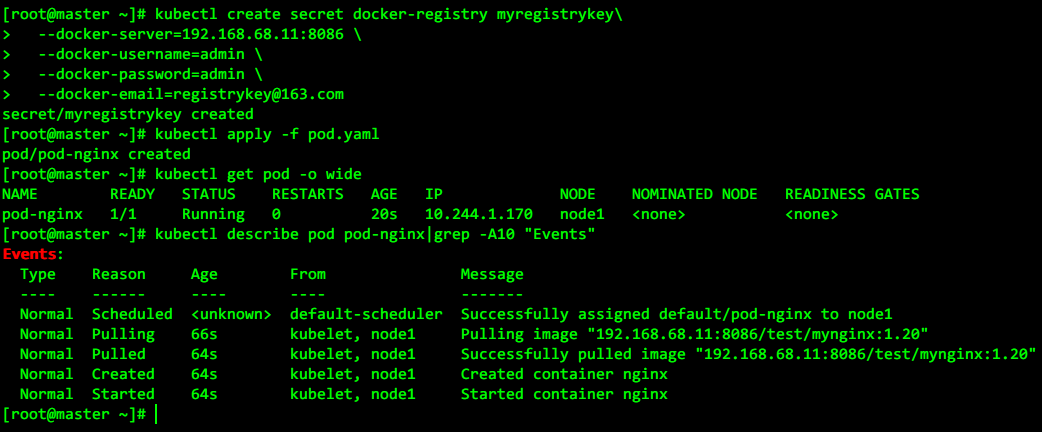 [root@master ~]# kubectl create secret docker-registry myregistrykey\
>   --docker-server=192.168.68.11:8086 \
>   --docker-username=admin \
>   --docker-password=admin \
>   --docker-email=registrykey@163.com
secret/myregistrykey created
[root@master ~]# kubectl apply -f pod.yaml
pod/pod-nginx created
[root@master ~]# kubectl get pod -o wide
NAME        READY   STATUS    RESTARTS   AGE   IP             NODE    NOMINATED NODE   READINESS GATES
pod-nginx   1/1     Running   0          20s   10.244.1.170   node1   <none>           <none>
[root@master ~]# kubectl describe pod pod-nginx|grep -A10 "Events"
Events:
  Type    Reason     Age        From               Message
  ----    ------     ----       ----               -------
  Normal  Scheduled  <unknown>  default-scheduler  Successfully assigned default/pod-nginx to node1
  Normal  Pulling    66s        kubelet, node1     Pulling image "192.168.68.11:8086/test/mynginx:1.20"
  Normal  Pulled     64s        kubelet, node1     Successfully pulled image "192.168.68.11:8086/test/mynginx:1.20"
  Normal  Created    64s        kubelet, node1     Created container nginx
  Normal  Started    64s        kubelet, node1     Started container nginx
[root@master ~]#